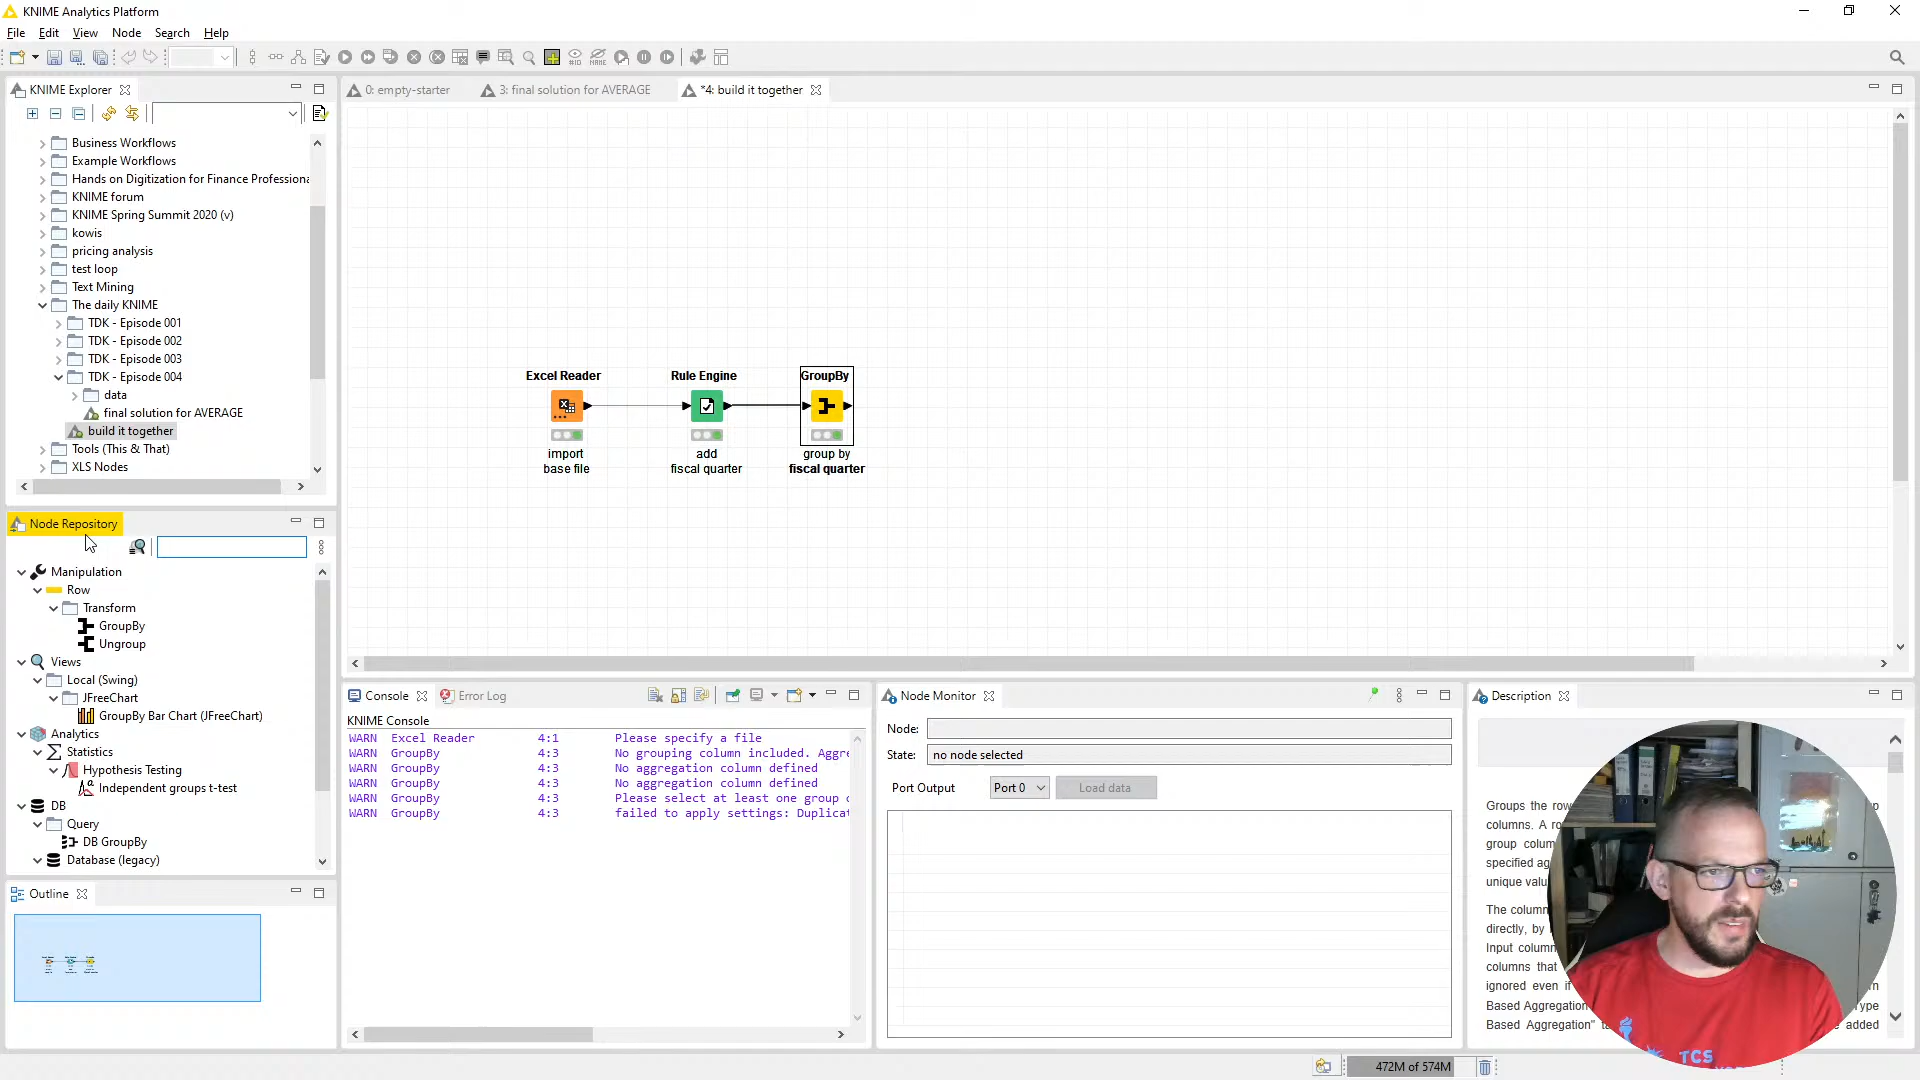 KNIME Analytics Platform
File Edit View Node Search Help
KNIME Explorer
0: empty-starter
3: final solution for AVERAGE
*4: build it together
Business Workflows
Example Workflows
Hands on Digitization for Finance Professiona
KNIME forum
KNIME Spring Summit 2020 (v)
kowis
pricing analysis
test loop
Text Mining
The daily KNIME
TDK - Episode 001
TDK - Episode 002
TDK - Episode 003
TDK - Episode 004
data
final solution for AVERAGE
build it together
Tools (This & That)
XLS Nodes
Excel Reader
import
base file
Rule Engine
add
fiscal quarter
GroupBy
group by
fiscal quarter
Node Repository
Manipulation
Row
Transform
GroupBy
Ungroup
Views
Local (Swing)
JFreeChart
GroupBy Bar Chart (JFreeChart)
Analytics
Statistics
Hypothesis Testing
Independent groups t-test
DB
Query
DB GroupBy
Database (legacy)
Outline
Console
Error Log
KNIME Console
WARN Excel Reader 4:1 Please specify a file
WARN GroupBy 4:3 No grouping column included. Aggre
WARN GroupBy 4:3 No aggregation column defined
WARN GroupBy 4:3 No aggregation column defined
WARN GroupBy 4:3 Please select at least one group
WARN GroupBy 4:3 failed to apply settings: Duplicat
Node Monitor
Node:
State: no node selected
Port Output Port 0 Load data
Description
Groups the row
columns. A
group colum
specified ag
unique valu
The column
directly, by
Input column
columns that
ignored even if
Based Aggregation ype
Based Aggregation" added
TCS
472M of 574M